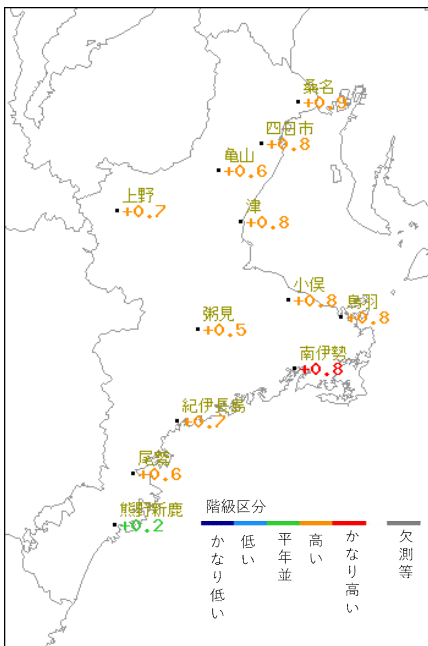 桑名
+0.9
四日市
+0.8
亀山
+0.6
上野
+0.7
津
+0.8
小俣
+0.8
鳥羽
+0.8
粥見
+0.5
南伊勢
+0.8
紀伊長島
+0.7
尾鷲
+0.6
熊野新鹿
+0.2
階級区分
かなり低い
低い
平年並
高い
かなり高い
欠測等